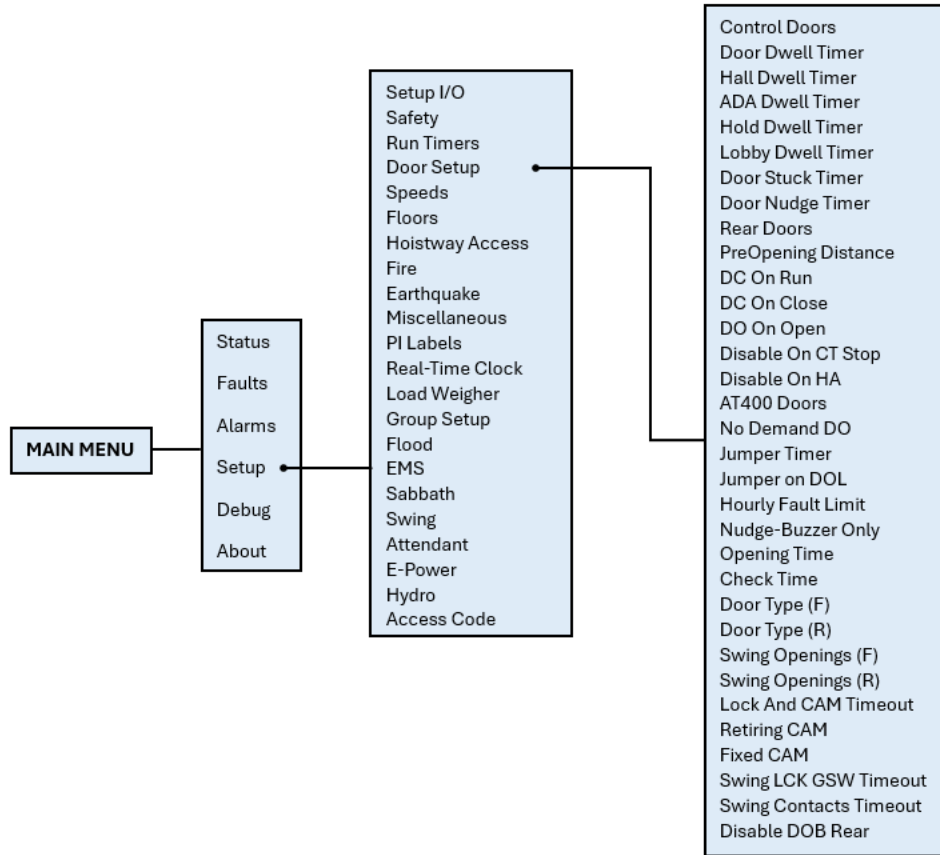 MAIN MENU
Status
Faults
Alarms
Setup
Debug
About
Setup I/O
Safety
Run Timers
Door Setup
Speeds
Floors
Hoistway Access
Fire
Earthquake
Miscellaneous
PI Labels
Real-Time Clock
Load Weigher
Group Setup
Flood
EMS
Sabbath
Swing
Attendant
E-Power
Hydro
Access Code
Control Doors
Door Dwell Timer
Hall Dwell Timer
ADA Dwell Timer
Hold Dwell Timer
Lobby Dwell Timer
Door Stuck Timer
Door Nudge Timer
Rear Doors
PreOpening Distance
DC On Run
DC On Close
DO On Open
Disable On CT Stop
Disable On HA
AT400 Doors
No Demand DO
Jumper Timer
Jumper on DOL
Hourly Fault Limit
Nudge-Buzzer Only
Opening Time
Check Time
Door Type (F)
Door Type (R)
Swing Openings (F)
Swing Openings (R)
Lock And CAM Timeout
Retiring CAM
Fixed CAM
Swing LCK GSW Timeout
Swing Contacts Timeout
Disable DOB Rear